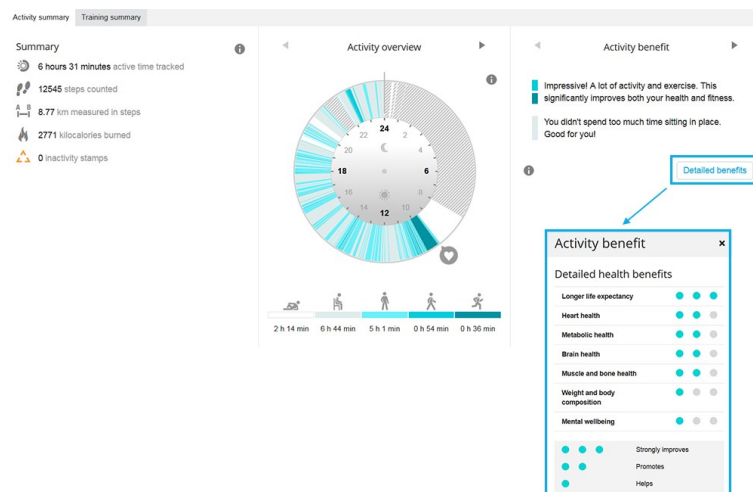 Activity summary
Training summary
Summary
6 hours 31 minutes active time tracked
12545 steps counted
A B
8.77 km measured in steps
2771 kilocalories burned
0 inactivity stamps
Activity overview
24
2
4
6
8
10
12
14
16
18
20
22
2 h 14 min
6 h 44 min
5 h 1 min
0 h 54 min
0 h 36 min
Activity benefit
Impressive! A lot of activity and exercise. This
significantly improves both your health and fitness.
You didn't spend too much time sitting in place.
Good for you!
Detailed benefits
Activity benefit
×
Detailed health benefits
Longer life expectancy
Heart health
Metabolic health
Brain health
Muscle and bone health
Weight and body
composition
Mental wellbeing
Strongly improves
Promotes
Helps